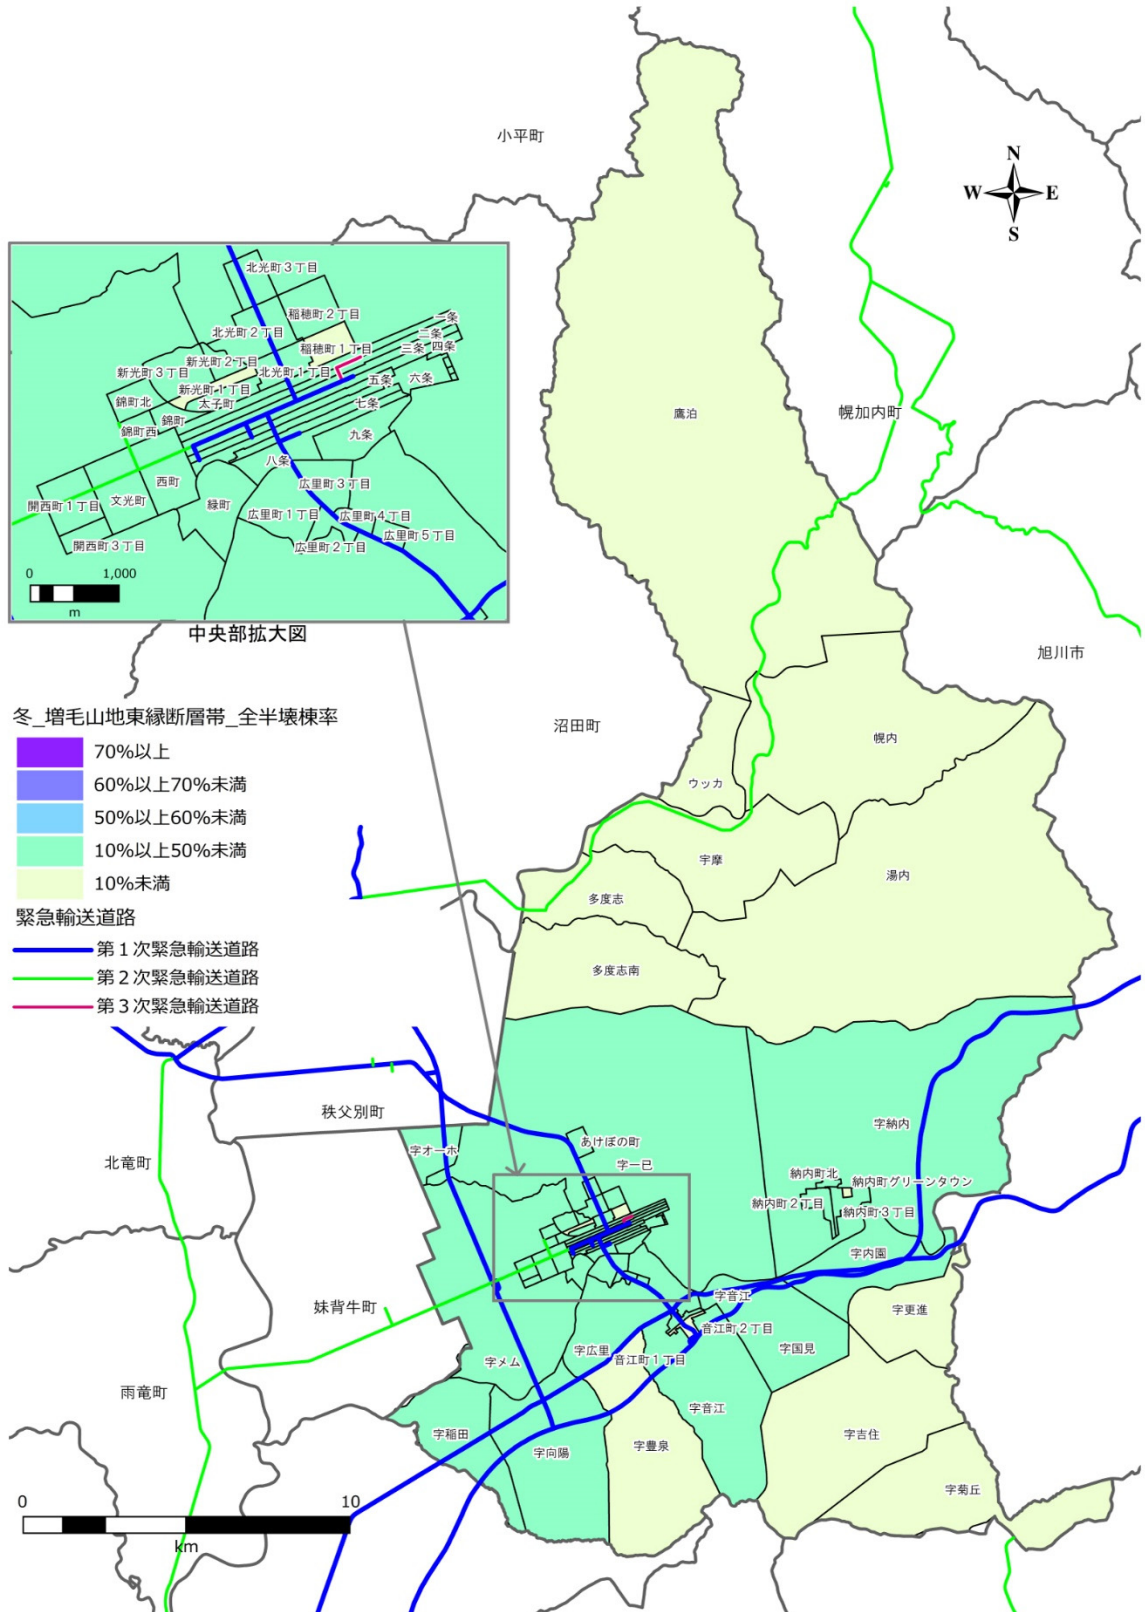 小平町
N
W
E
S
北光町３丁目
稲穂町２丁目
一条
北光町２丁目
二条
稲穂町１丁目
三条
四条
新光町２丁目
新光町３丁目
北光町１丁目
五条
六条
新光町１丁目
錦町北
太子町
七条
錦町
錦町西
九条
八条
西町
広里町３丁目
文光町
緑町
開西町１丁目
広里町１丁目
広里町４丁目
広里町５丁目
開西町３丁目
広里町２丁目
0
1,000
m
中央部拡大図
鷹泊
幌加内町
旭川市
沼田町
幌内
ウッカ
冬_増毛山地東縁断層帯_全半壊棟率
70%以上
60%以上70%未満
50%以上60%未満
10%以上50%未満
10%未満
緊急輸送道路
第１次緊急輸送道路
第２次緊急輸送道路
第３次緊急輸送道路
宇摩
湯内
多度志
多度志南
秩父別町
字納内
あけぼの町
字オーホ
字一已
北竜町
納内町北
納内町グリーンタウン
納内町２丁目
納内町３丁目
字内園
妹背牛町
字音江
字更進
音江町２丁目
字広里
字国見
字メム
音江町１丁目
雨竜町
字音江
字稲田
字吉住
字向陽
字豊泉
字菊丘
0
10
km